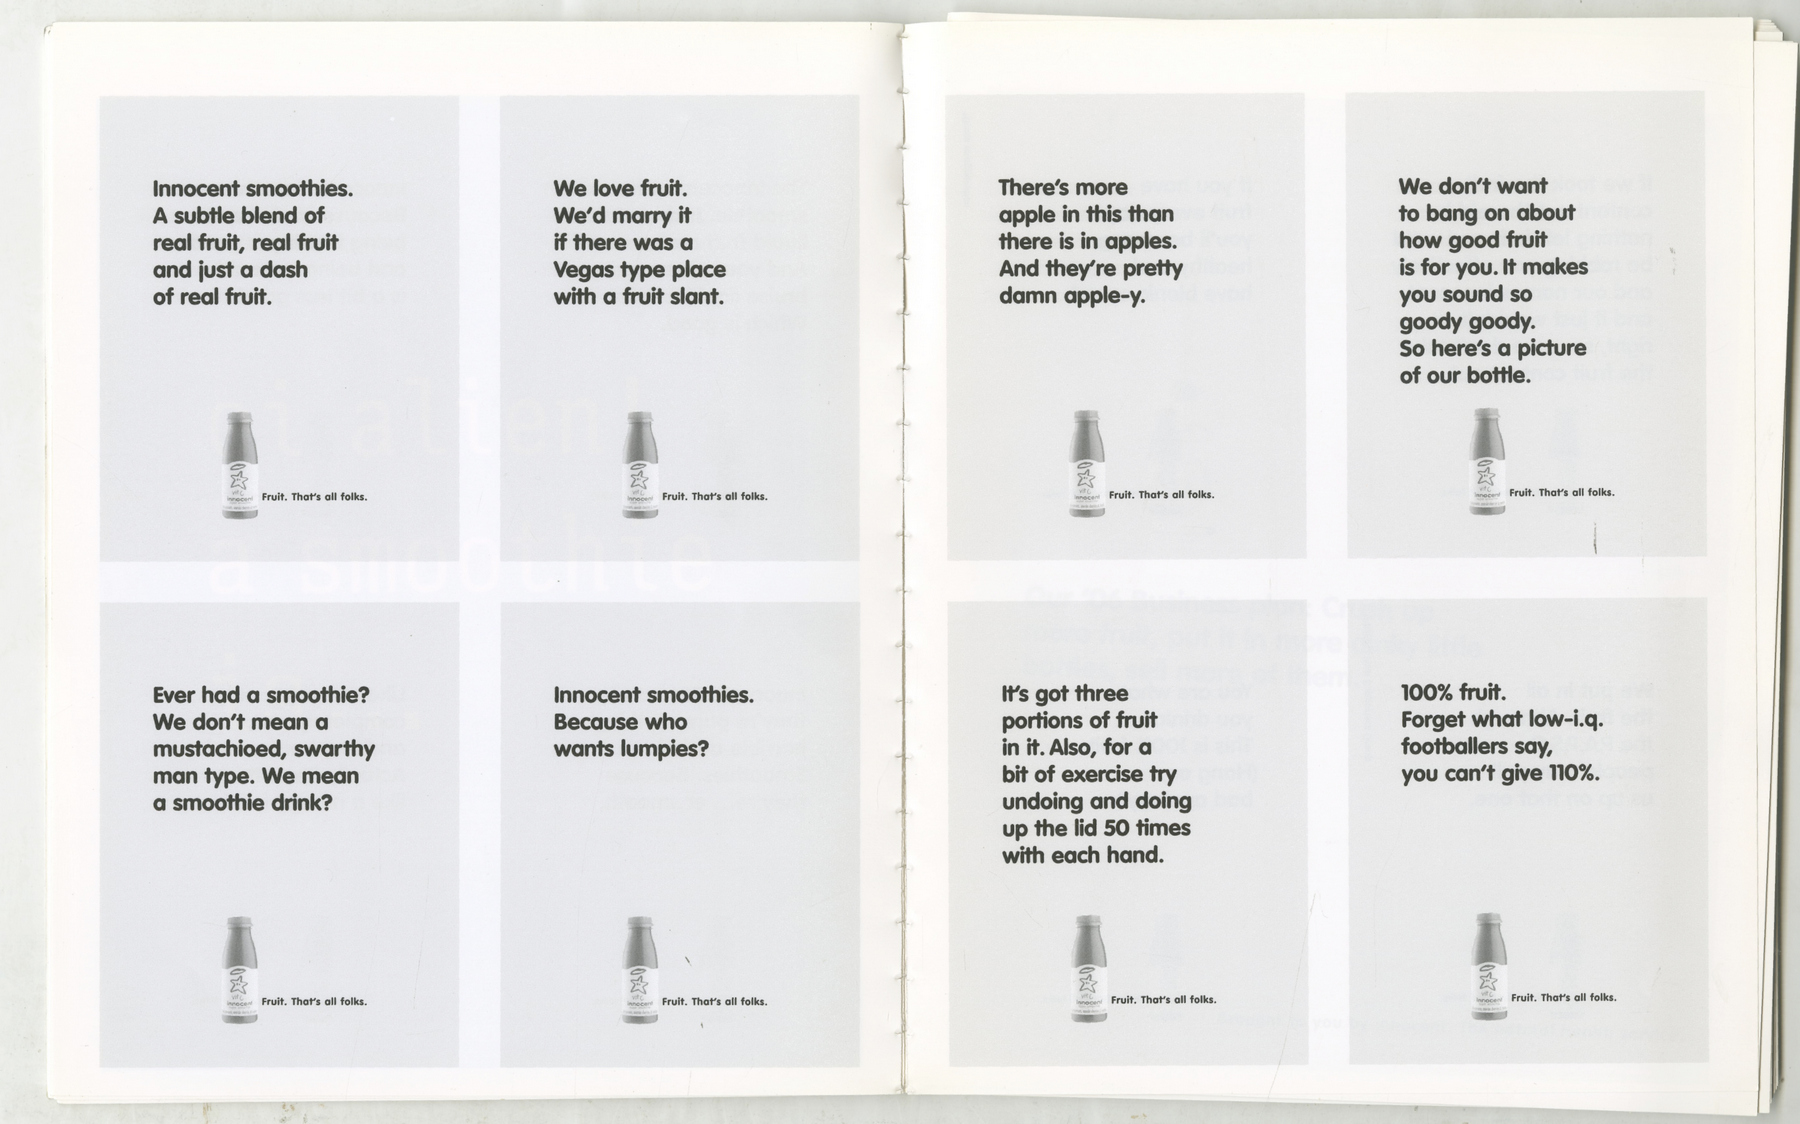 Innocent smoothies.
A subtle blend of
real fruit, real fruit
and just a dash
of real fruit.
innocent
Fruit. That's all folks.
We love fruit.
We'd marry it
if there was a
Vegas type place
with a fruit slant.
innocent
Fruit. That's all folks.
Ever had a smoothie?
We don't mean a
mustachioed, swarthy
man type. We mean
a smoothie drink?
innocent
Fruit. That's all folks.
Innocent smoothies.
Because who
wants lumpies?
innocent
Fruit. That's all folks.
There's more
apple in this than
there is in apples.
And they're pretty
damn apple-y.
innocent
Fruit. That's all folks.
We don't want
to bang on about
how good fruit
is for you. It makes
you sound so
goody goody.
So here's a picture
of our bottle.
innocent
Fruit. That's all folks.
It's got three
portions of fruit
in it. Also, for a
bit of exercise try
undoing and doing
up the lid 50 times
with each hand.
innocent
Fruit. That's all folks.
100% fruit.
Forget what low-i.q.
footballers say,
you can't give 110%.
innocent
Fruit. That's all folks.